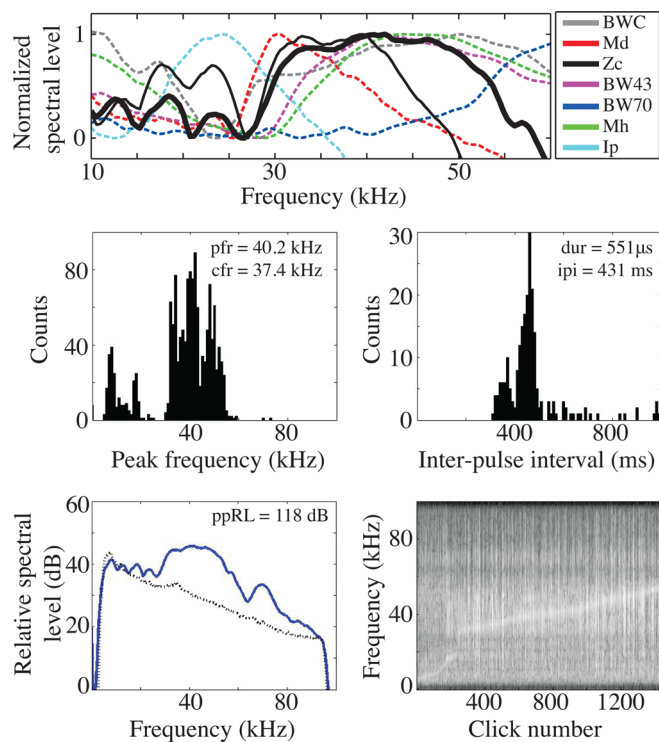 Normalized
spectral level
1
0
10
30
50
Frequency (kHz)
BWC
Md
Zc
BW43
BW70
Mh
Ip
Counts
80
40
0
40
80
Peak frequency (kHz)
pfr = 40.2 kHz
cfr = 37.4 kHz
Counts
30
20
10
0
400
800
Inter-pulse interval (ms)
dur = 551µs
ipi = 431 ms
Relative spectral
level (dB)
60
40
20
0
40
80
Frequency (kHz)
ppRL = 118 dB
Frequency (kHz)
80
40
0
400
800
1200
Click number